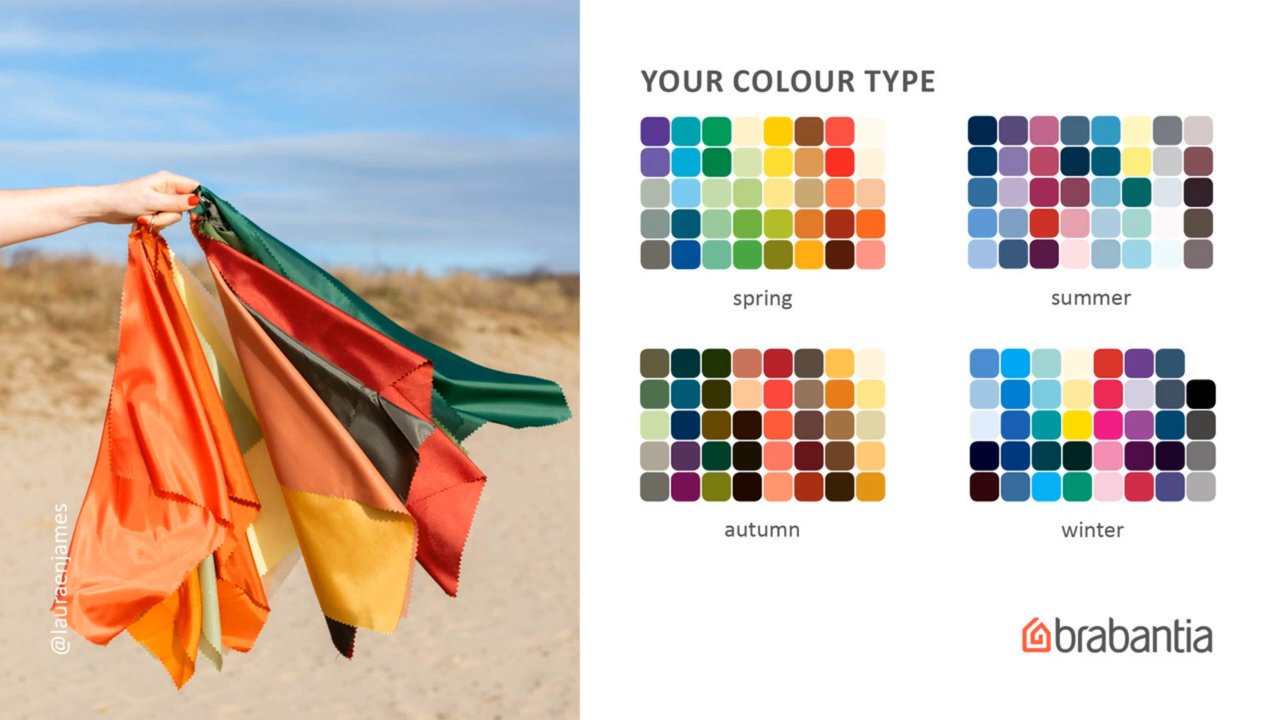 YOUR COLOUR TYPE
spring
summer
autumn
winter
@lauraenjames
brabantia